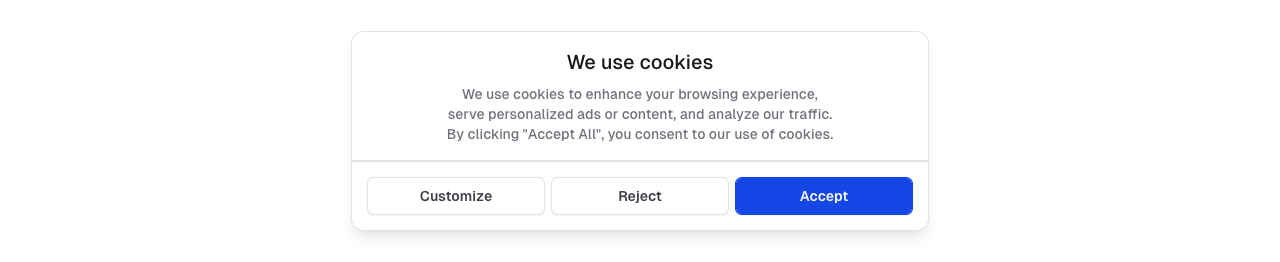 We use cookies
We use cookies to enhance your browsing experience,
serve personalized ads or content, and analyze our traffic.
By clicking "Accept All", you consent to our use of cookies.
Customize
Reject
Accept